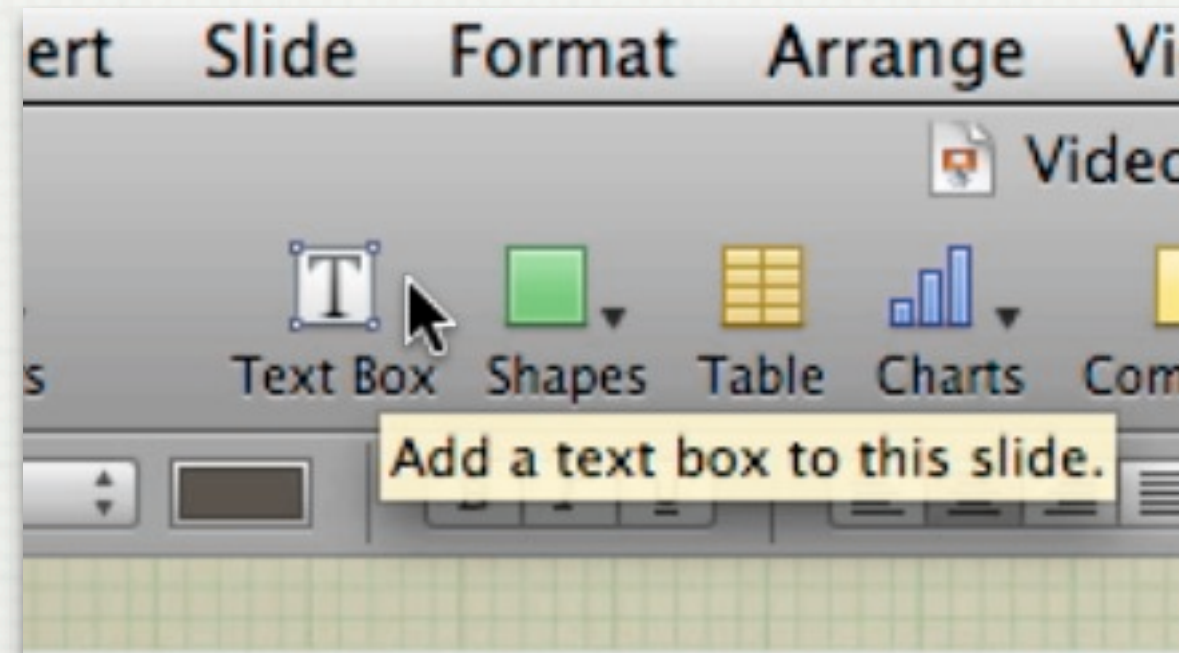 ert Slide Format Arrange Vi
Video
s Text Box Shapes Table Charts Com
Add a text box to this slide.